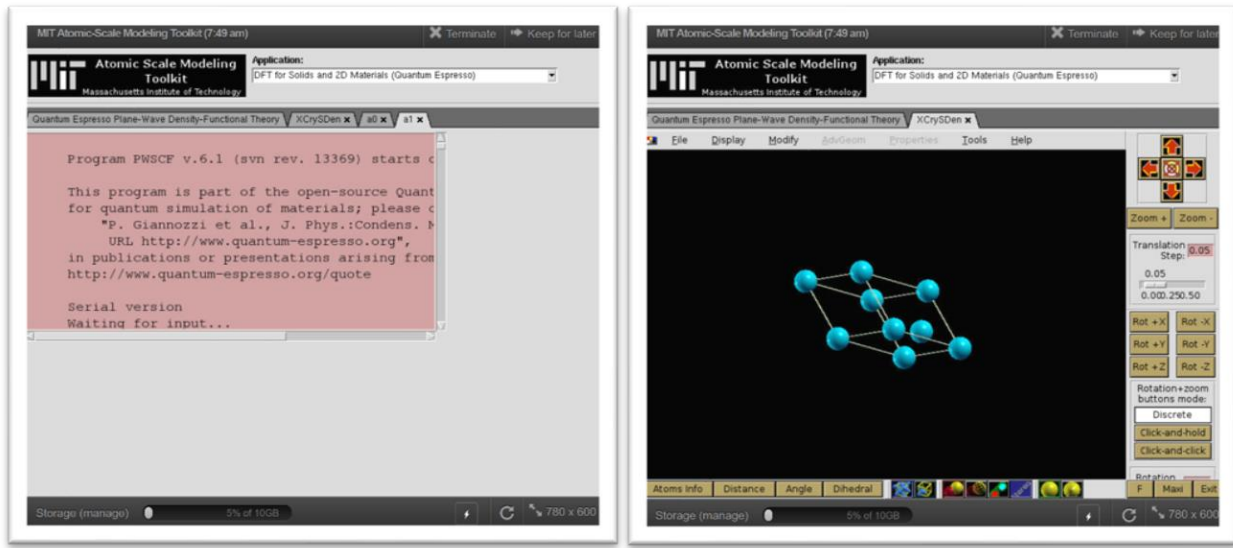 MIT Atomic-Scale Modeling Toolkit (7:49 am)
Terminate
Keep for later
Atomic Scale Modeling
Toolkit
Massachusetts Institute of Technology
Application:
DFT for Solids and 2D Materials (Quantum Espresso)
Quantum Espresso Plane-Wave Density-Functional Theory
XCrySDen
a0
a1
Program PWSCF v.6.1 (svn rev. 13369) starts
This program is part of the open-source Quant
for quantum simulation of materials; please
"P. Giannozzi et al., J. Phys.:Condens.
URL http://www.quantum-espresso.org",
in publications or presentations arising from
http://www.quantum-espresso.org/quote
Serial version
Waiting for input...
Storage (manage)
5% of 10GB
780 x 600
MIT Atomic-Scale Modeling Toolkit (7:49 am)
Terminate
Keep for later
Atomic Scale Modeling
Toolkit
Massachusetts Institute of Technology
Application:
DFT for Solids and 2D Materials (Quantum Espresso)
Quantum Espresso Plane-Wave Density-Functional Theory
XCrySDen
File Display Modify AdvGeom Properties Tools Help
Zoom + Zoom -
Translation
Step: 0.05
0.05
0.00.250.50
Rot +X Rot -X
Rot +Y Rot -Y
Rot +Z Rot -Z
Rotation+zoom
buttons mode:
Discrete
Click-and-hold
Click-and-click
Rotation
Atoms Info Distance Angle Dihedral
F Maxi Exit
Storage (manage)
5% of 10GB
780 x 600